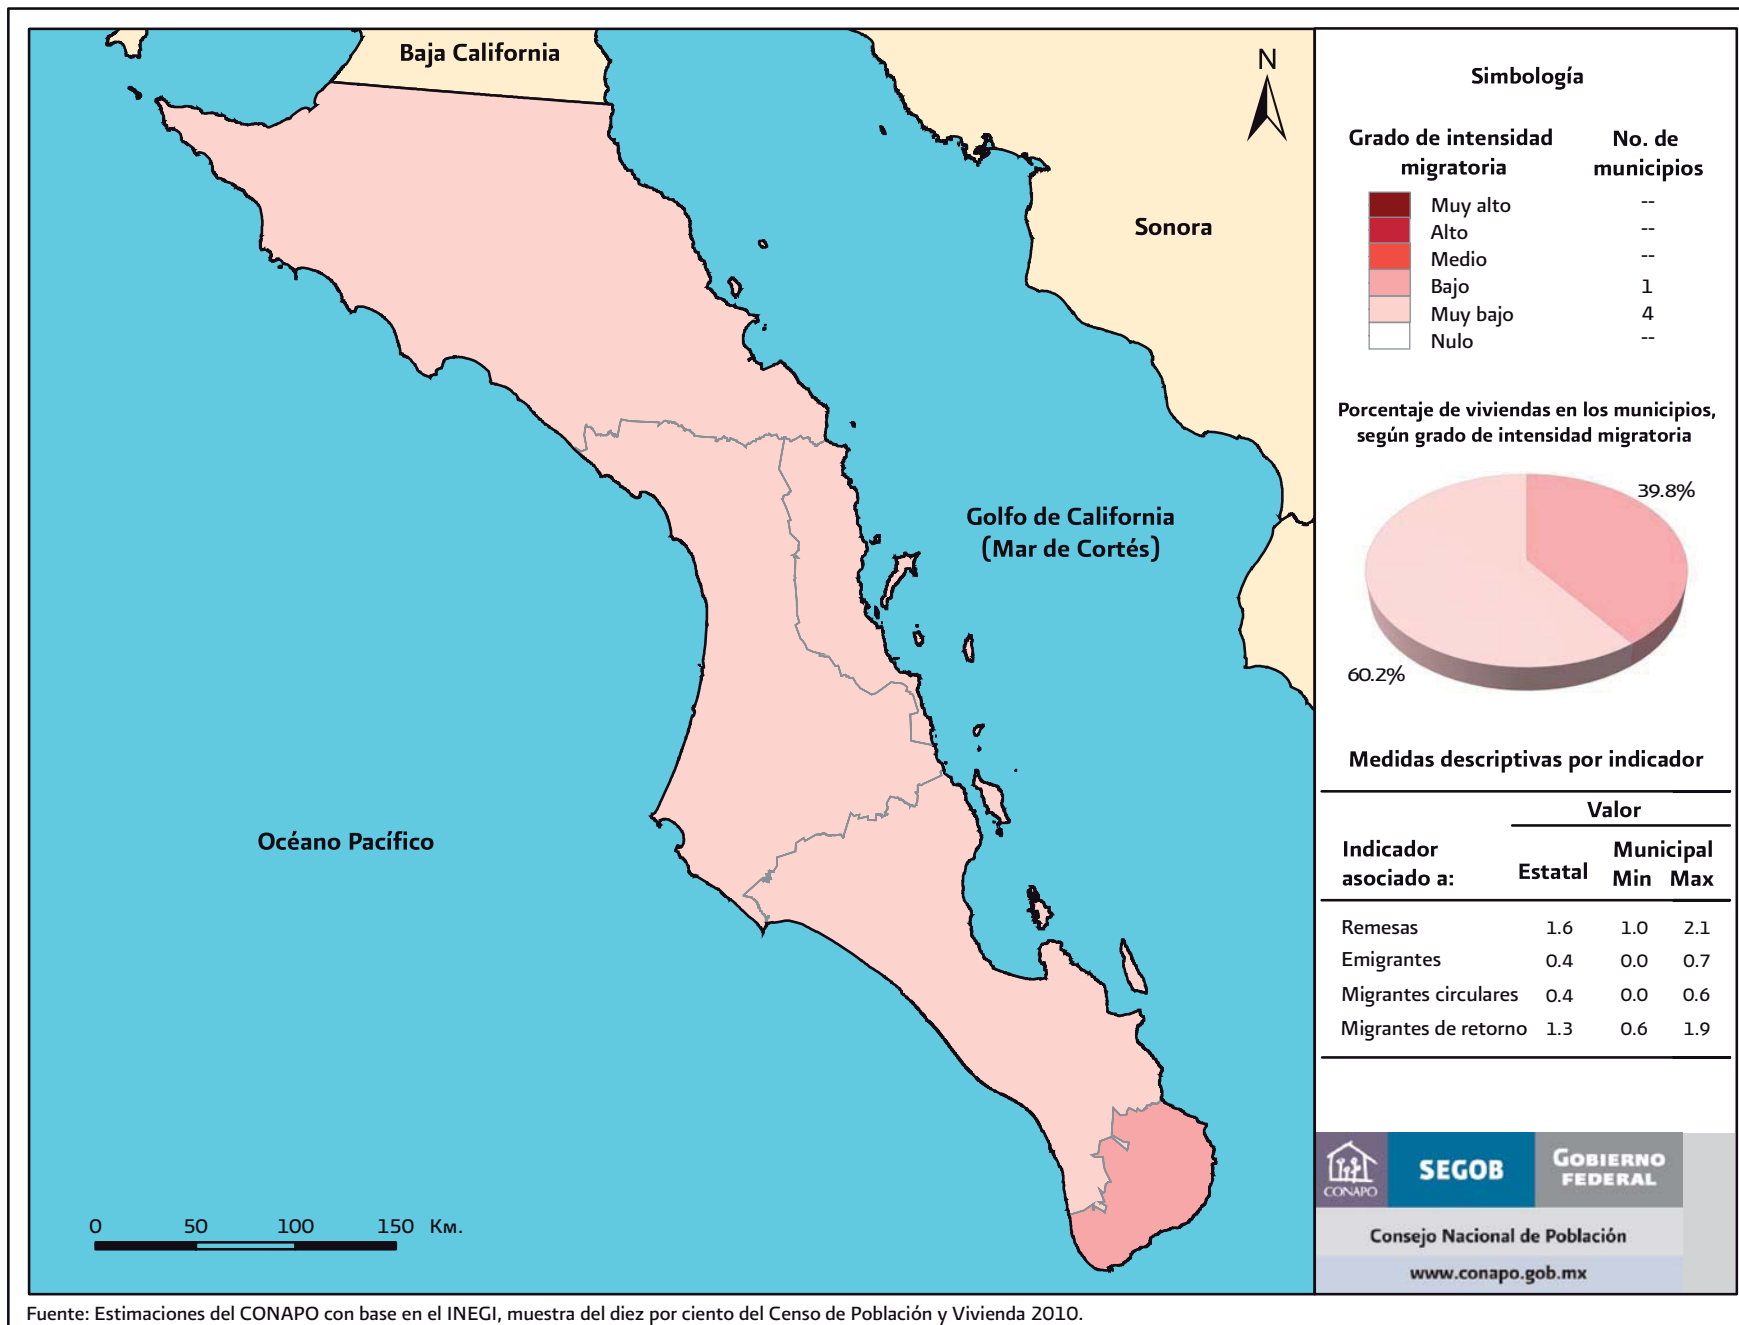 Baja California
N
Sonora
Golfo de California
(Mar de Cortés)
Océano Pacífico
0 50 100 150 Km.
Simbología
Grado de intensidad migratoria
No. de municipios
Muy alto --
Alto --
Medio --
Bajo 1
Muy bajo 4
Nulo --
Porcentaje de viviendas en los municipios,
según grado de intensidad migratoria
39.8%
60.2%
Medidas descriptivas por indicador
Valor
Indicador asociado a:
Estatal
Municipal
Min Max
Remesas 1.6 1.0 2.1
Emigrantes 0.4 0.0 0.7
Migrantes circulares 0.4 0.0 0.6
Migrantes de retorno 1.3 0.6 1.9
CONAPO
SEGOB
GOBIERNO
FEDERAL
Consejo Nacional de Población
www.conapo.gob.mx
Fuente: Estimaciones del CONAPO con base en el INEGI, muestra del diez por ciento del Censo de Población y Vivienda 2010.